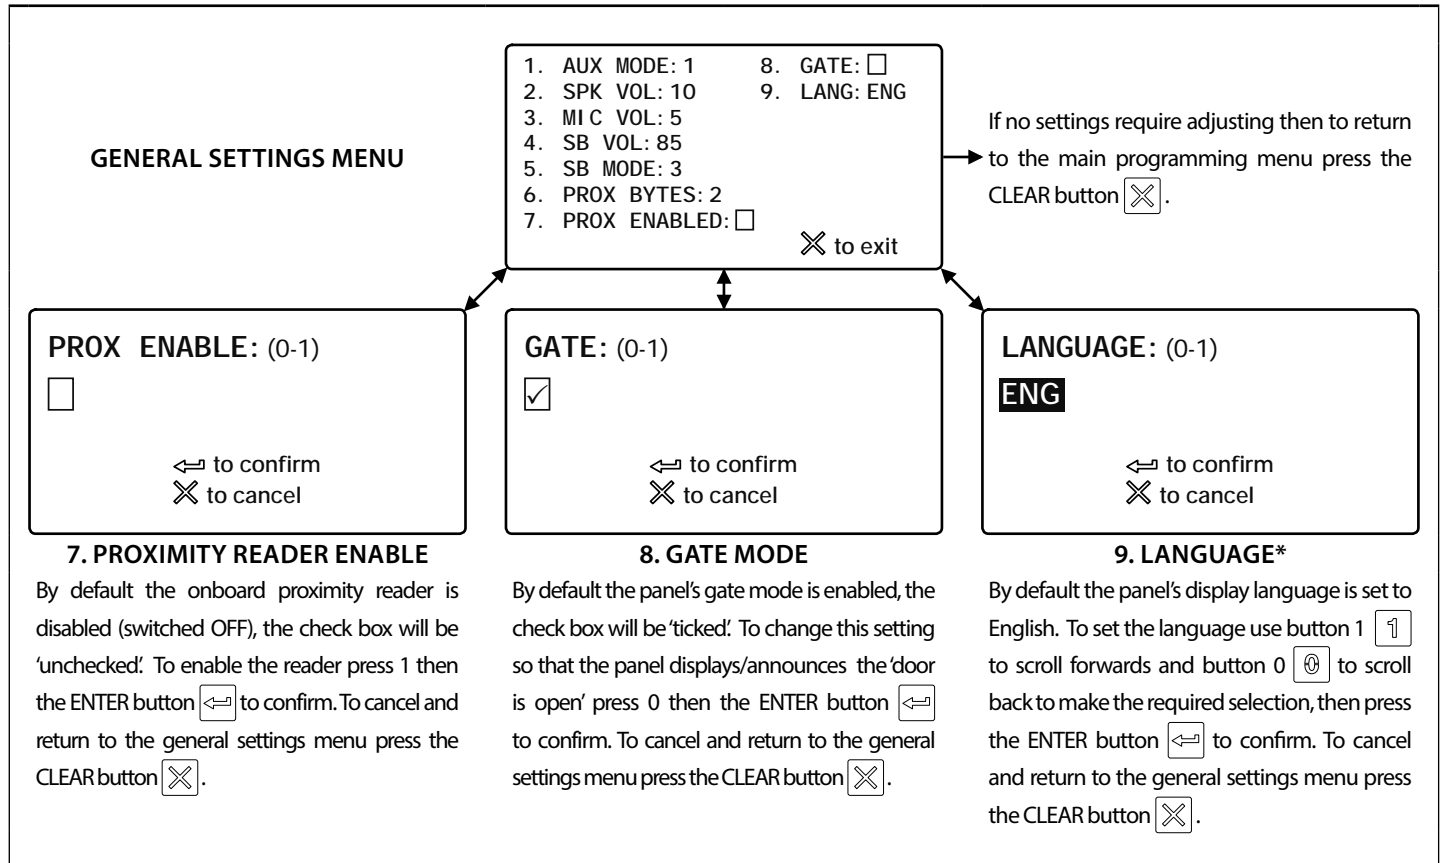 GENERAL SETTINGS MENU
1. AUX MODE: 1
2. SPK VOL: 10
3. MIC VOL: 5
4. SB VOL: 85
5. SB MODE: 3
6. PROX BYTES: 2
7. PROX ENABLED:
8. GATE:
9. LANG: ENG
to exit
If no settings require adjusting then to return
to the main programming menu press the
CLEAR button .
PROX ENABLE: (0-1)
to confirm
to cancel
7. PROXIMITY READER ENABLE
By default the onboard proximity reader is
disabled (switched OFF), the check box will be
‘unchecked’. To enable the reader press 1 then
the ENTER button to confirm. To cancel and
return to the general settings menu press the
CLEAR button .
GATE: (0-1)
✓
to confirm
to cancel
8. GATE MODE
By default the panel’s gate mode is enabled, the
check box will be ‘ticked’. To change this setting
so that the panel displays/announces the ‘door
is open’ press 0 then the ENTER button
to confirm. To cancel and return to the general
settings menu press the CLEAR button .
LANGUAGE: (0-1)
ENG
to confirm
to cancel
9. LANGUAGE*
By default the panel’s display language is set to
English. To set the language use button 1 1
to scroll forwards and button 0 0 to scroll
back to make the required selection, then press
the ENTER button to confirm. To cancel
and return to the general settings menu press
the CLEAR button .